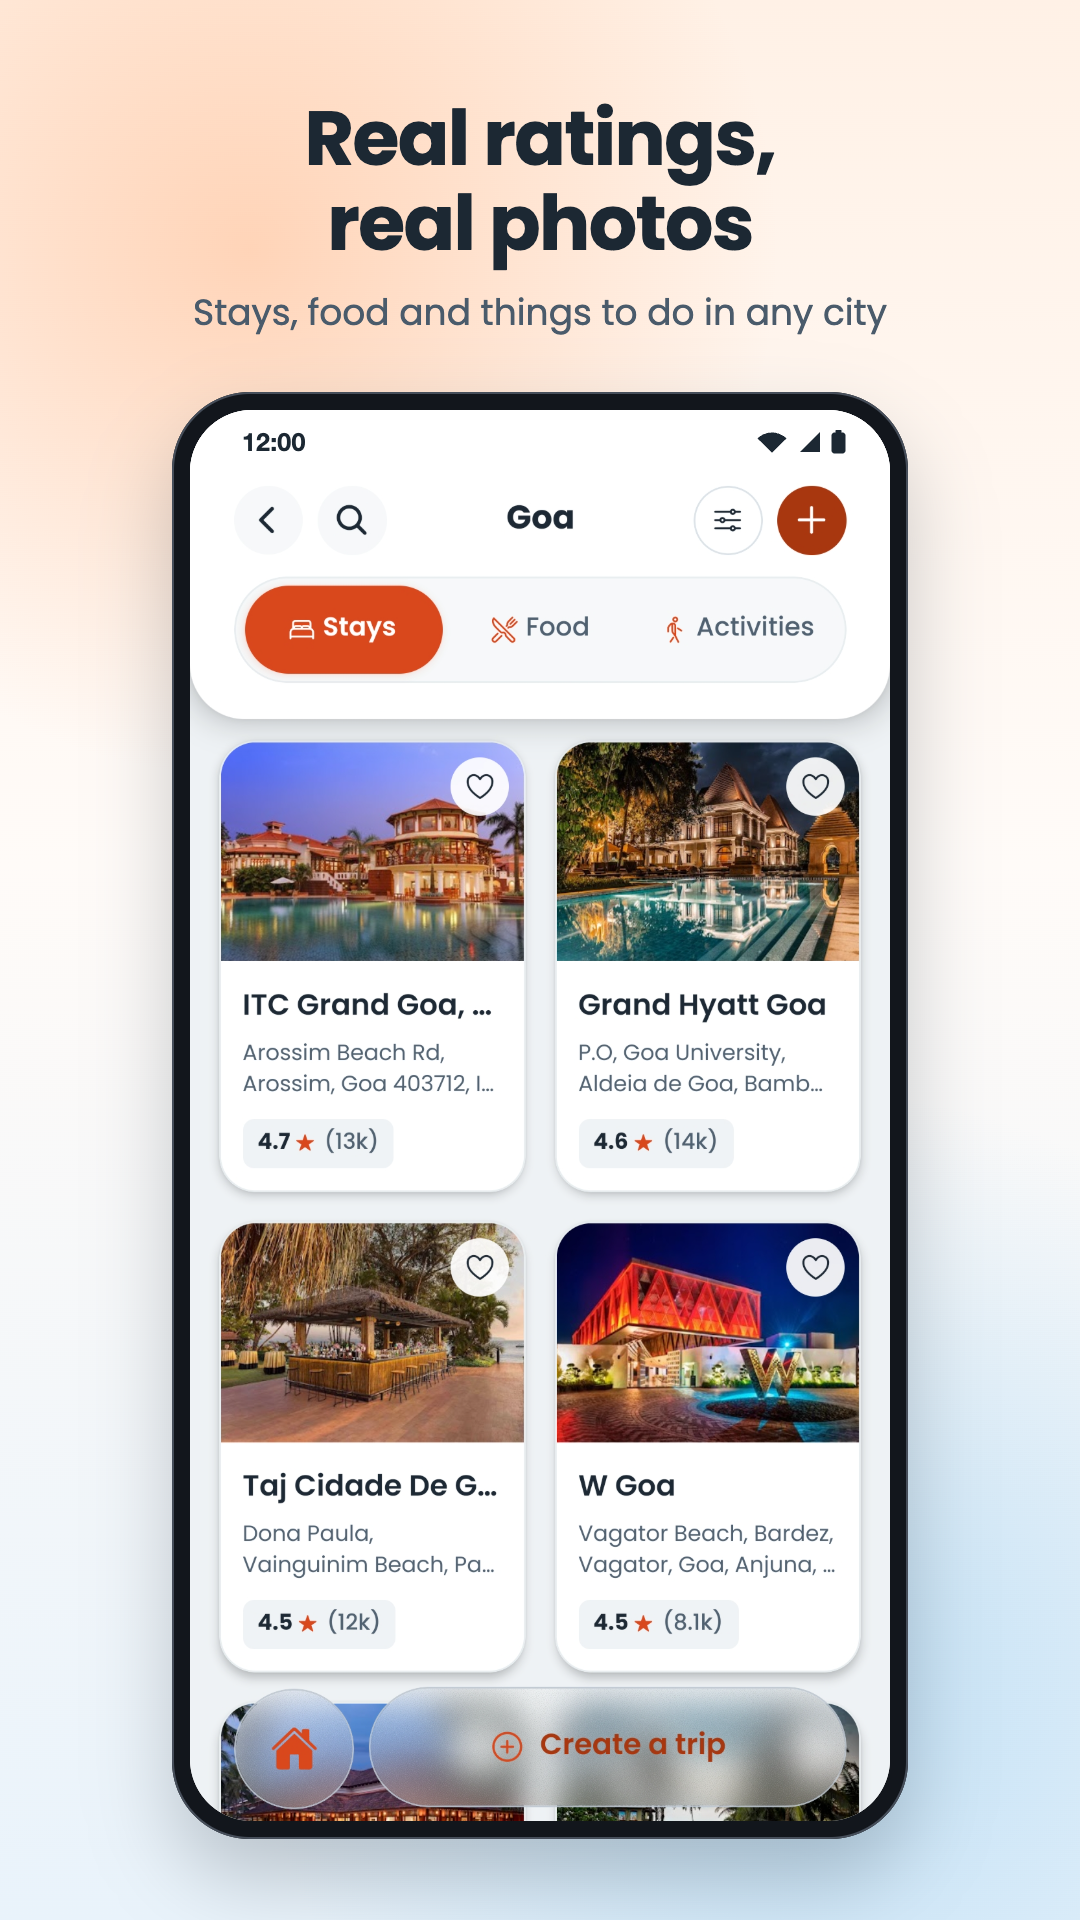 Real ratings,
real photos
Stays, food and things to do in any city
12:00
Goa
Stays
Food
Activities
ITC Grand Goa, ...
Arossim Beach Rd,
Arossim, Goa 403712, I...
4.7 ★ (13k)
Grand Hyatt Goa
P.O, Goa University,
Aldeia de Goa, Bamb...
4.6 ★ (14k)
Taj Cidade De G...
Dona Paula,
Vainguinim Beach, Pa...
4.5 ★ (12k)
W
W Goa
Vagator Beach, Bardez,
Vagator, Goa, Anjuna, ...
4.5 ★ (8.1k)
Create a trip